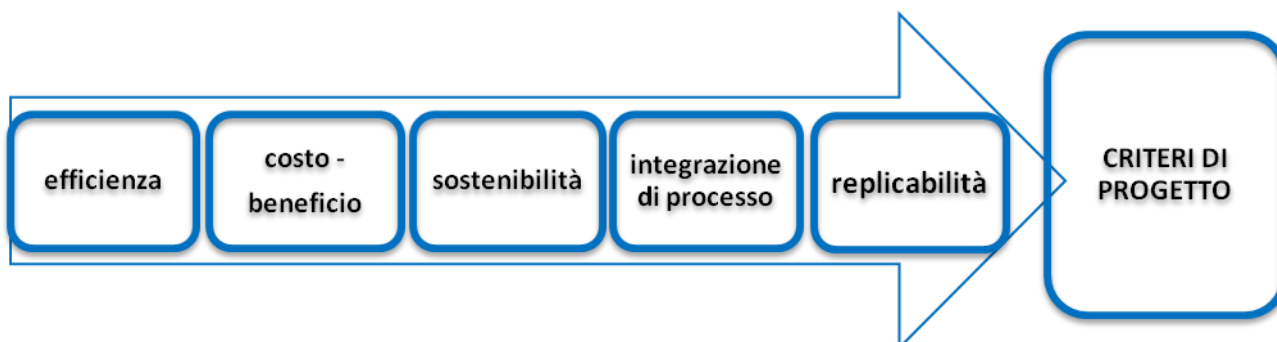 efficienza
costo -
beneficio
sostenibilità
integrazione
di processo
replicabilità
CRITERI DI
PROGETTO